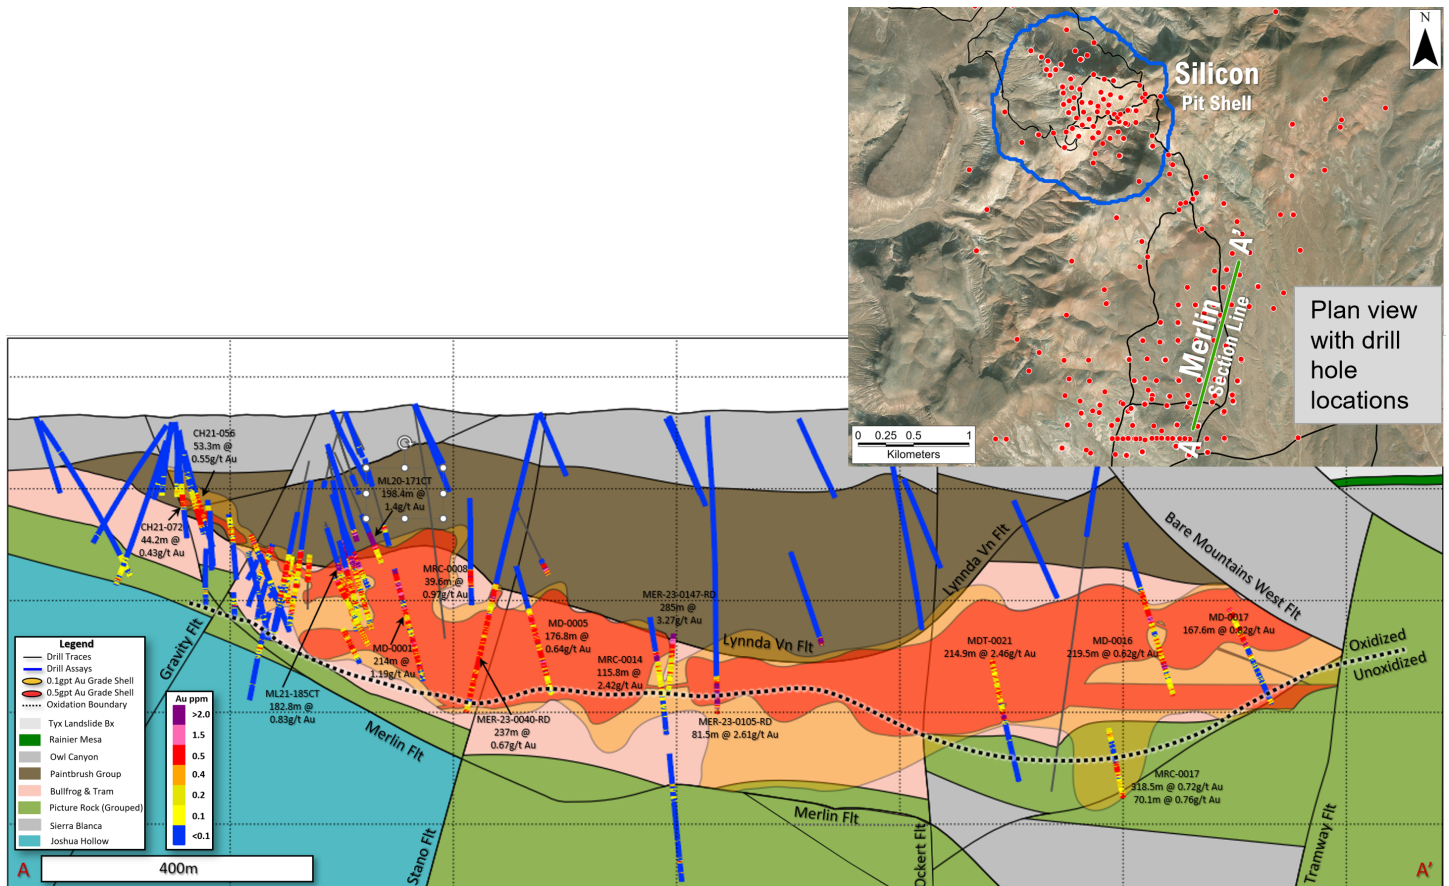 N
Silicon
Pit Shell
A'
Merlin
Section Line
A
Plan view
with drill
hole
locations
0 0.25 0.5 1
Kilometers
CH21-056
53.3m @
0.55g/t Au
ML20-171CT
198.4m @
1.4g/t Au
CH21-072
44.2m @
0.43g/t Au
MRC-0008
39.6m @
0.97g/t Au
MER-23-0147-RD
285m @
3.27g/t Au
MD-0005
176.8m @
0.64g/t Au
MD-0001
214m @
1.19g/t Au
MRC-0014
115.8m @
2.42g/t Au
ML21-185CT
182.8m @
0.83g/t Au
MER-23-0040-RD
237m @
0.67g/t Au
MER-23-0105-RD
81.5m @ 2.61g/t Au
MDT-0021
214.9m @ 2.46g/t Au
MD-0016
219.5m @ 0.62g/t Au
MD-0017
167.6m @ 0.82g/t Au
MRC-0017
318.5m @ 0.72g/t Au
70.1m @ 0.76g/t Au
Lynnda Vn Flt
Lynnda Vn Flt
Bare Mountains West Flt
Oxidized
Unoxidized
Gravity Flt
Merlin Flt
Merlin Flt
Stano Flt
Ockert Flt
Tramway Flt
Legend
Drill Traces
Drill Assays
0.1gpt Au Grade Shell
0.5gpt Au Grade Shell
Oxidation Boundary
Tyx Landslide Bx
Rainier Mesa
Owl Canyon
Paintbrush Group
Bullfrog & Tram
Picture Rock (Grouped)
Sierra Blanca
Joshua Hollow
Au ppm
>2.0
1.5
0.5
0.4
0.2
0.1
<0.1
A
400m
A'